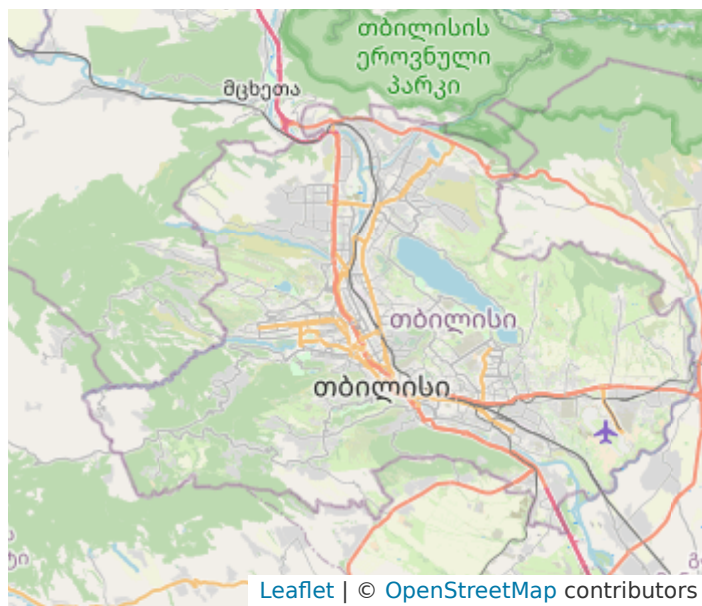 თბილისის
ეროვნული
პარკი
მცხეთა
თბილისი
თბილისი
Leaflet | © OpenStreetMap contributors